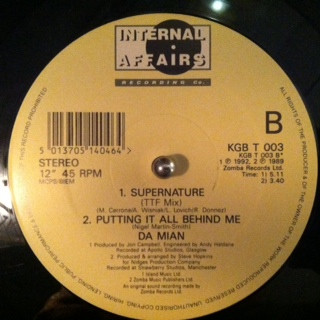 INTERNAL
AFFAIRS
RECORDING Co.
5 013705 140464 >
STEREO
12" 45 RPM
MCPS/BIEM
B
KGB T 003
KGB T 003 B*
℗ 1992, 2 ℗ 1989
Zomba Records Ltd.
Time: 1) 5.11
2) 3.40
1. SUPERNATURE
(TTF Mix)
(M. Cerrone/A. Wisniak/L. Lovich/R. Donnez)
2. PUTTING IT ALL BEHIND ME
(Nigel Martin-Smith)
DA MIAN
1 Produced by Jon Campbell. Engineered by Andy Haldane
Recorded at Apollo Studios, Glasgow
2 Produced & arranged by Steve Hopkins
for Nidges Production Company
Recorded at Strawberry Studios, Manchester
1 Island Music Ltd
2 Zomba Music Publishers Ltd.
An original sound recording made by
Zomba Records Ltd.
ALL RIGHTS OF THE PRODUCER & OF THE OWNER OF THE WORK REPRODUCED RESERVED. UNAUTHORISED COPYING, HIRING, LENDING, PUBLIC PERFORMANCE, BROADCASTING OF THIS RECORD PROHIBITED